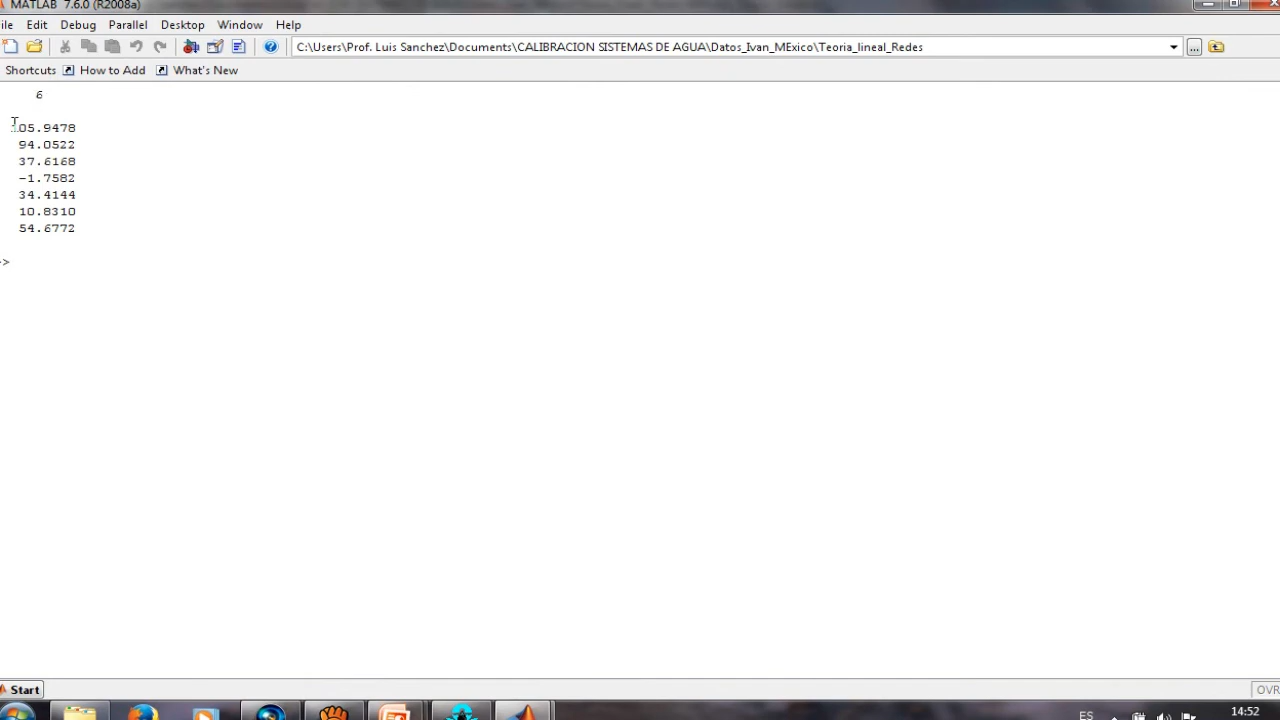 MATLAB 7.6.0 (R2008a)
ile Edit Debug Parallel Desktop Window Help
C:\Users\Prof. Luis Sanchez\Documents\CALIBRACION SISTEMAS DE AGUA\Datos_Ivan_MExico\Teoria_lineal_Redes
Shortcuts How to Add What's New
6
105.9478
94.0522
37.6168
-1.7582
34.4144
10.8310
54.6772
>>
Start
OVR
ES
14:52